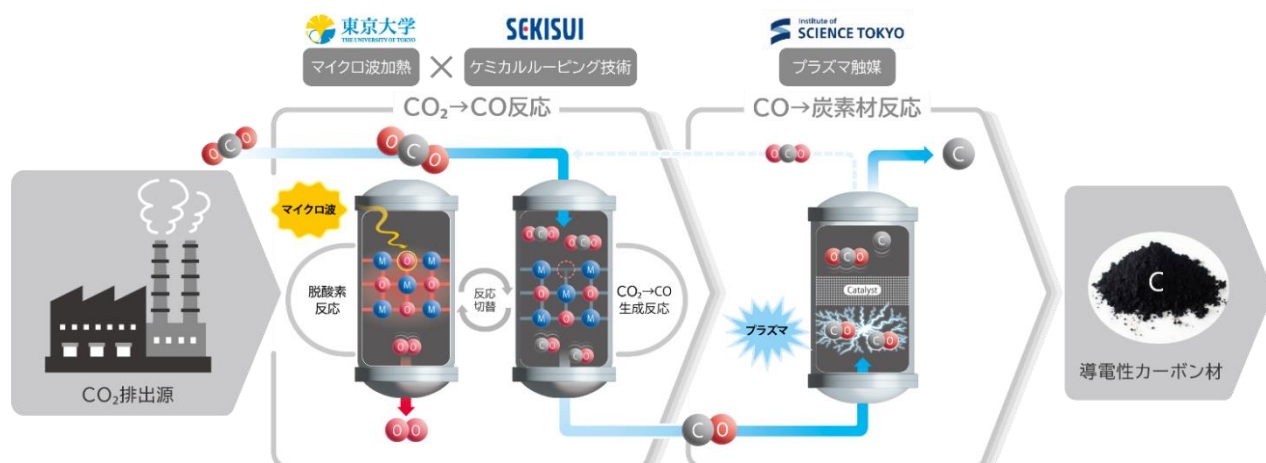 東京大学
THE UNIVERSITY OF TOKYO
SEKISUI
Institute of
SCIENCE TOKYO
マイクロ波加熱
×
ケミカルルーピング技術
プラズマ触媒
CO₂→CO反応
CO→炭素材反応
O C O
O C O
O C O
C
マイクロ波
O C O
O C O
C
M O M
M M
O C O
O M O
O M O
脱酸素
反応
反応
切替
CO₂→CO
生成反応
Catalyst
M O M
M O M
プラズマ
C O
C O
O O
C O
C O
C
CO₂排出源
導電性カーボン材
O O
C O